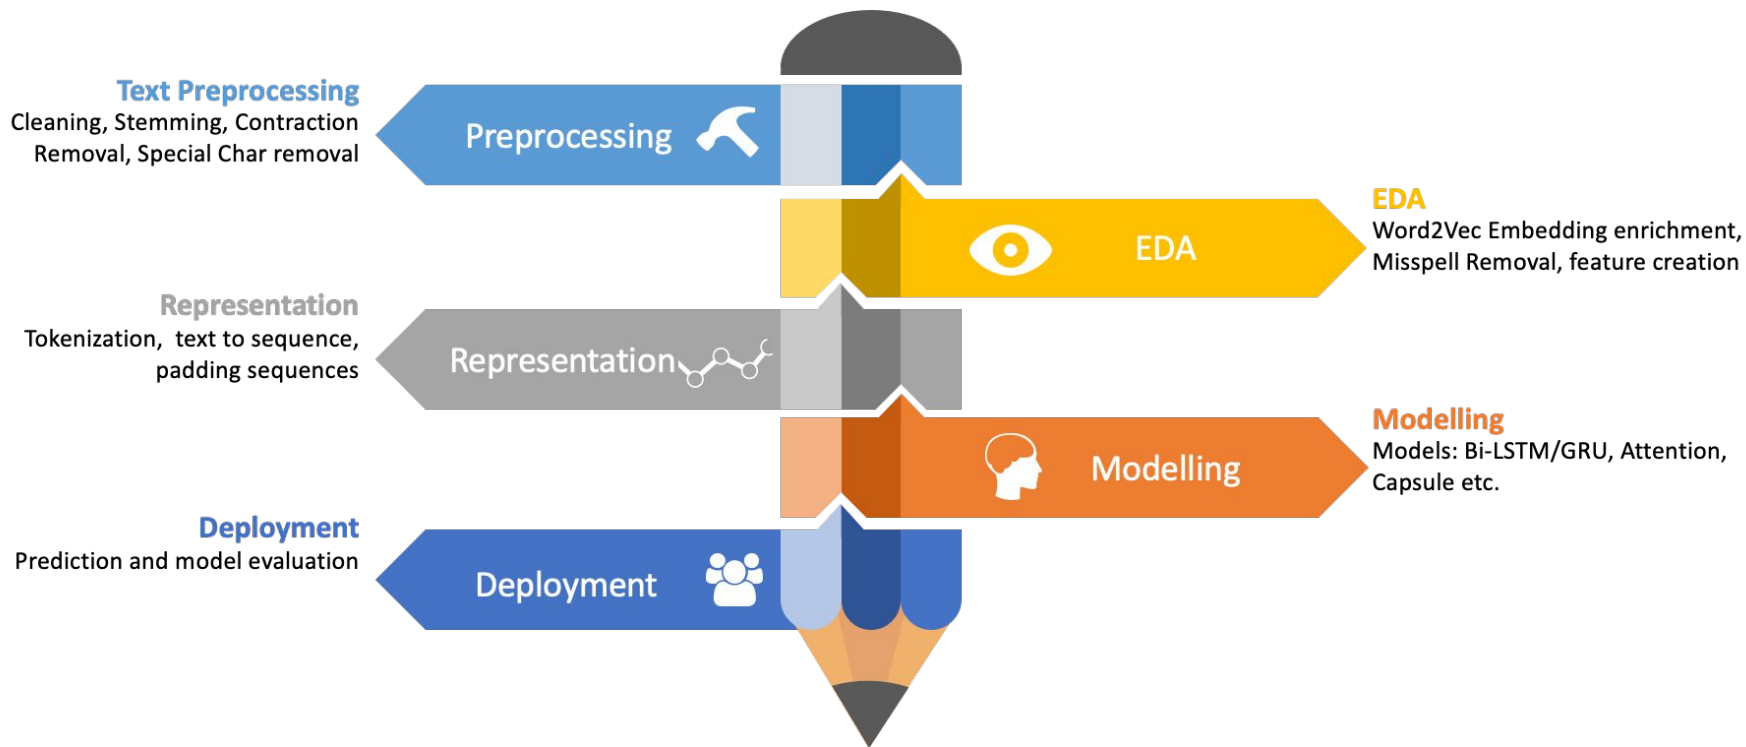 Text Preprocessing
Cleaning, Stemming, Contraction
Removal, Special Char removal
Preprocessing
EDA
EDA
Word2Vec Embedding enrichment,
Misspell Removal, feature creation
Representation
Tokenization, text to sequence,
padding sequences
Representation
Modelling
Modelling
Models: Bi-LSTM/GRU, Attention,
Capsule etc.
Deployment
Prediction and model evaluation
Deployment